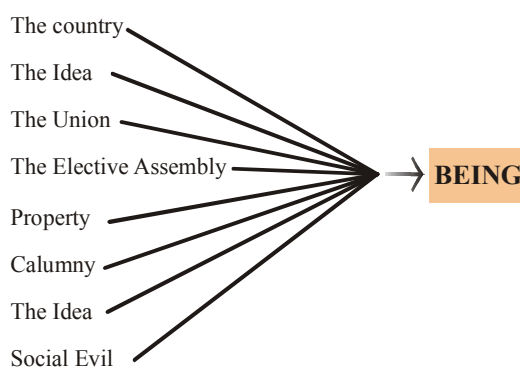 The country
The Idea
The Union
The Elective Assembly
Property
Calumny
The Idea
Social Evil
BEING